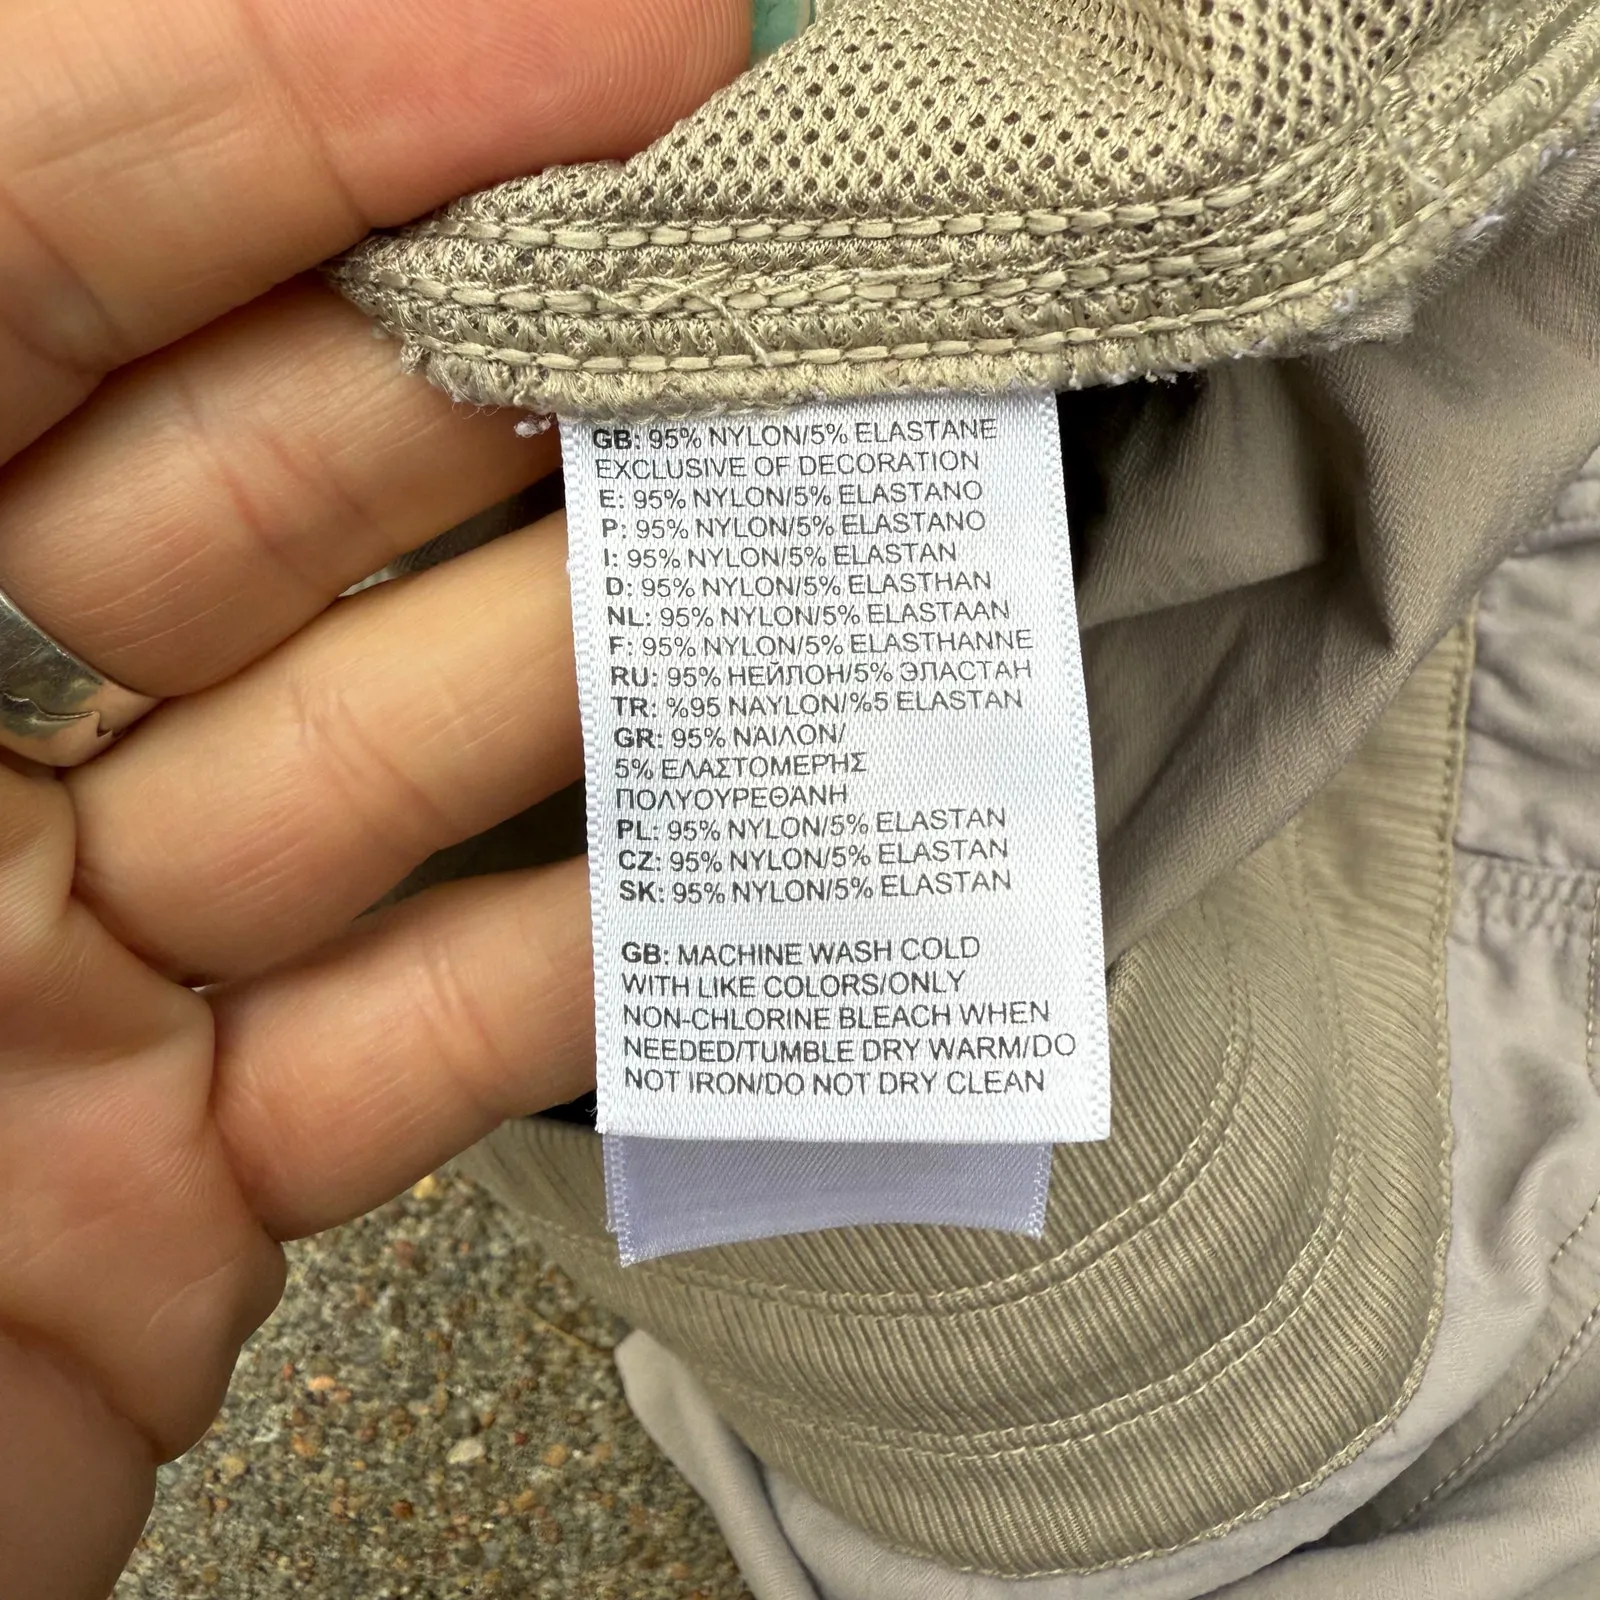 GB: 95% NYLON/5% ELASTANE
EXCLUSIVE OF DECORATION
E: 95% NYLON/5% ELASTANO
P: 95% NYLON/5% ELASTANO
I: 95% NYLON/5% ELASTAN
D: 95% NYLON/5% ELASTHAN
NL: 95% NYLON/5% ELASTAAN
F: 95% NYLON/5% ELASTHANNE
RU: 95% НЕЙЛОН/5% ЭЛАСТАН
TR: %95 NAYLON/%5 ELASTAN
GR: 95% ΝΑΙΛΟΝ/
5% ΕΛΑΣΤΟΜΕΡΉΣ
ΠΟΛΥΟΥΡΕΘΆΝΗ
PL: 95% NYLON/5% ELASTAN
CZ: 95% NYLON/5% ELASTAN
SK: 95% NYLON/5% ELASTAN
GB: MACHINE WASH COLD
WITH LIKE COLORS/ONLY
NON-CHLORINE BLEACH WHEN
NEEDED/TUMBLE DRY WARM/DO
NOT IRON/DO NOT DRY CLEAN